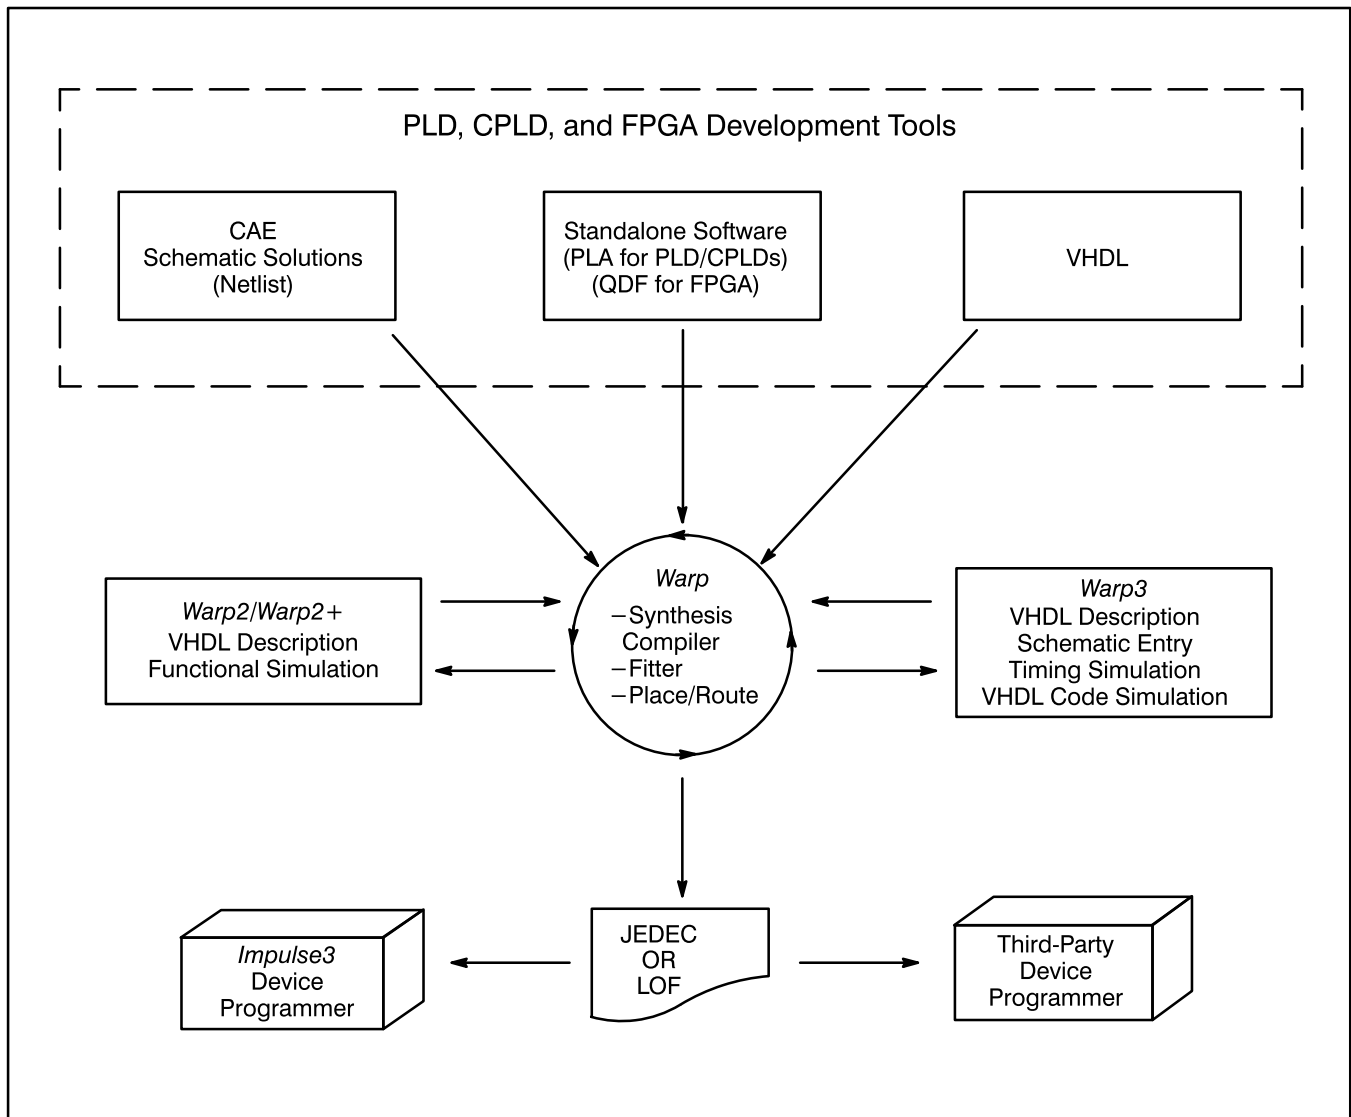 PLD, CPLD, and FPGA Development Tools
CAE
Schematic Solutions
(Netlist)
Standalone Software
(PLA for PLD/CPLDs)
(QDF for FPGA)
VHDL
Warp2/Warp2+
VHDL Description
Functional Simulation
Warp
–Synthesis
Compiler
–Fitter
–Place/Route
Warp3
VHDL Description
Schematic Entry
Timing Simulation
VHDL Code Simulation
Impulse3
Device
Programmer
JEDEC
OR
LOF
Third-Party
Device
Programmer